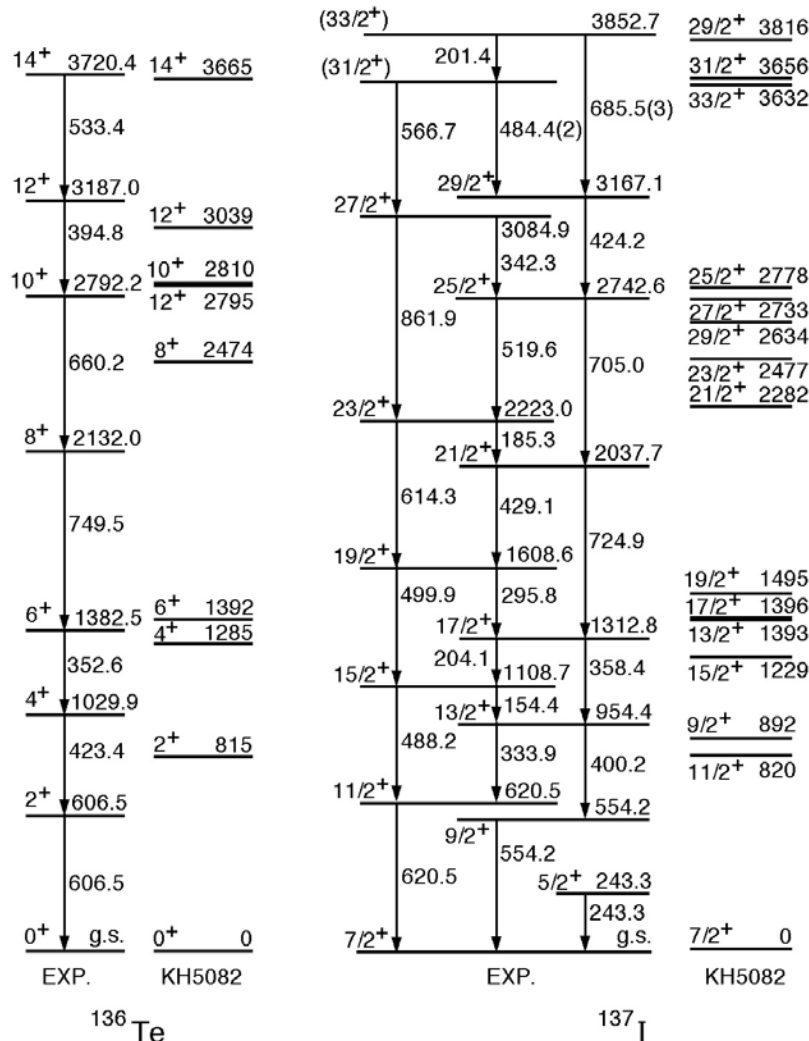 (33/2+) 3852.7 29/2+ 3816
14+ 3720.4 14+ 3665 (31/2+) 201.4 31/2+ 3656
685.5(3) 33/2+ 3632
533.4 566.7 484.4(2)
12+ 3187.0 29/2+ 3167.1
12+ 3039 27/2+ 3084.9
394.8 342.3 424.2
10+ 2792.2 10+ 2810 25/2+ 2742.6 25/2+ 2778
12+ 2795 27/2+ 2733
861.9 29/2+ 2634
660.2 8+ 2474 519.6 705.0 23/2+ 2477
23/2+ 2223.0 21/2+ 2282
8+ 2132.0 185.3
21/2+ 2037.7
614.3 429.1
749.5 724.9
19/2+ 1608.6 19/2+ 1495
6+ 1382.5 6+ 1392 499.9 295.8 17/2+ 1396
4+ 1285 17/2+ 1312.8 13/2+ 1393
352.6 204.1 358.4
15/2+ 1108.7 15/2+ 1229
4+ 1029.9 154.4
13/2+ 954.4
423.4 2+ 815 488.2 333.9 400.2 9/2+ 892
11/2+ 820
2+ 606.5 11/2+ 620.5 554.2
9/2+
606.5 620.5 554.2 5/2+ 243.3
243.3
0+ g.s. 0+ 0 7/2+ g.s. 7/2+ 0
EXP. KH5082 EXP. KH5082
136Te 137I